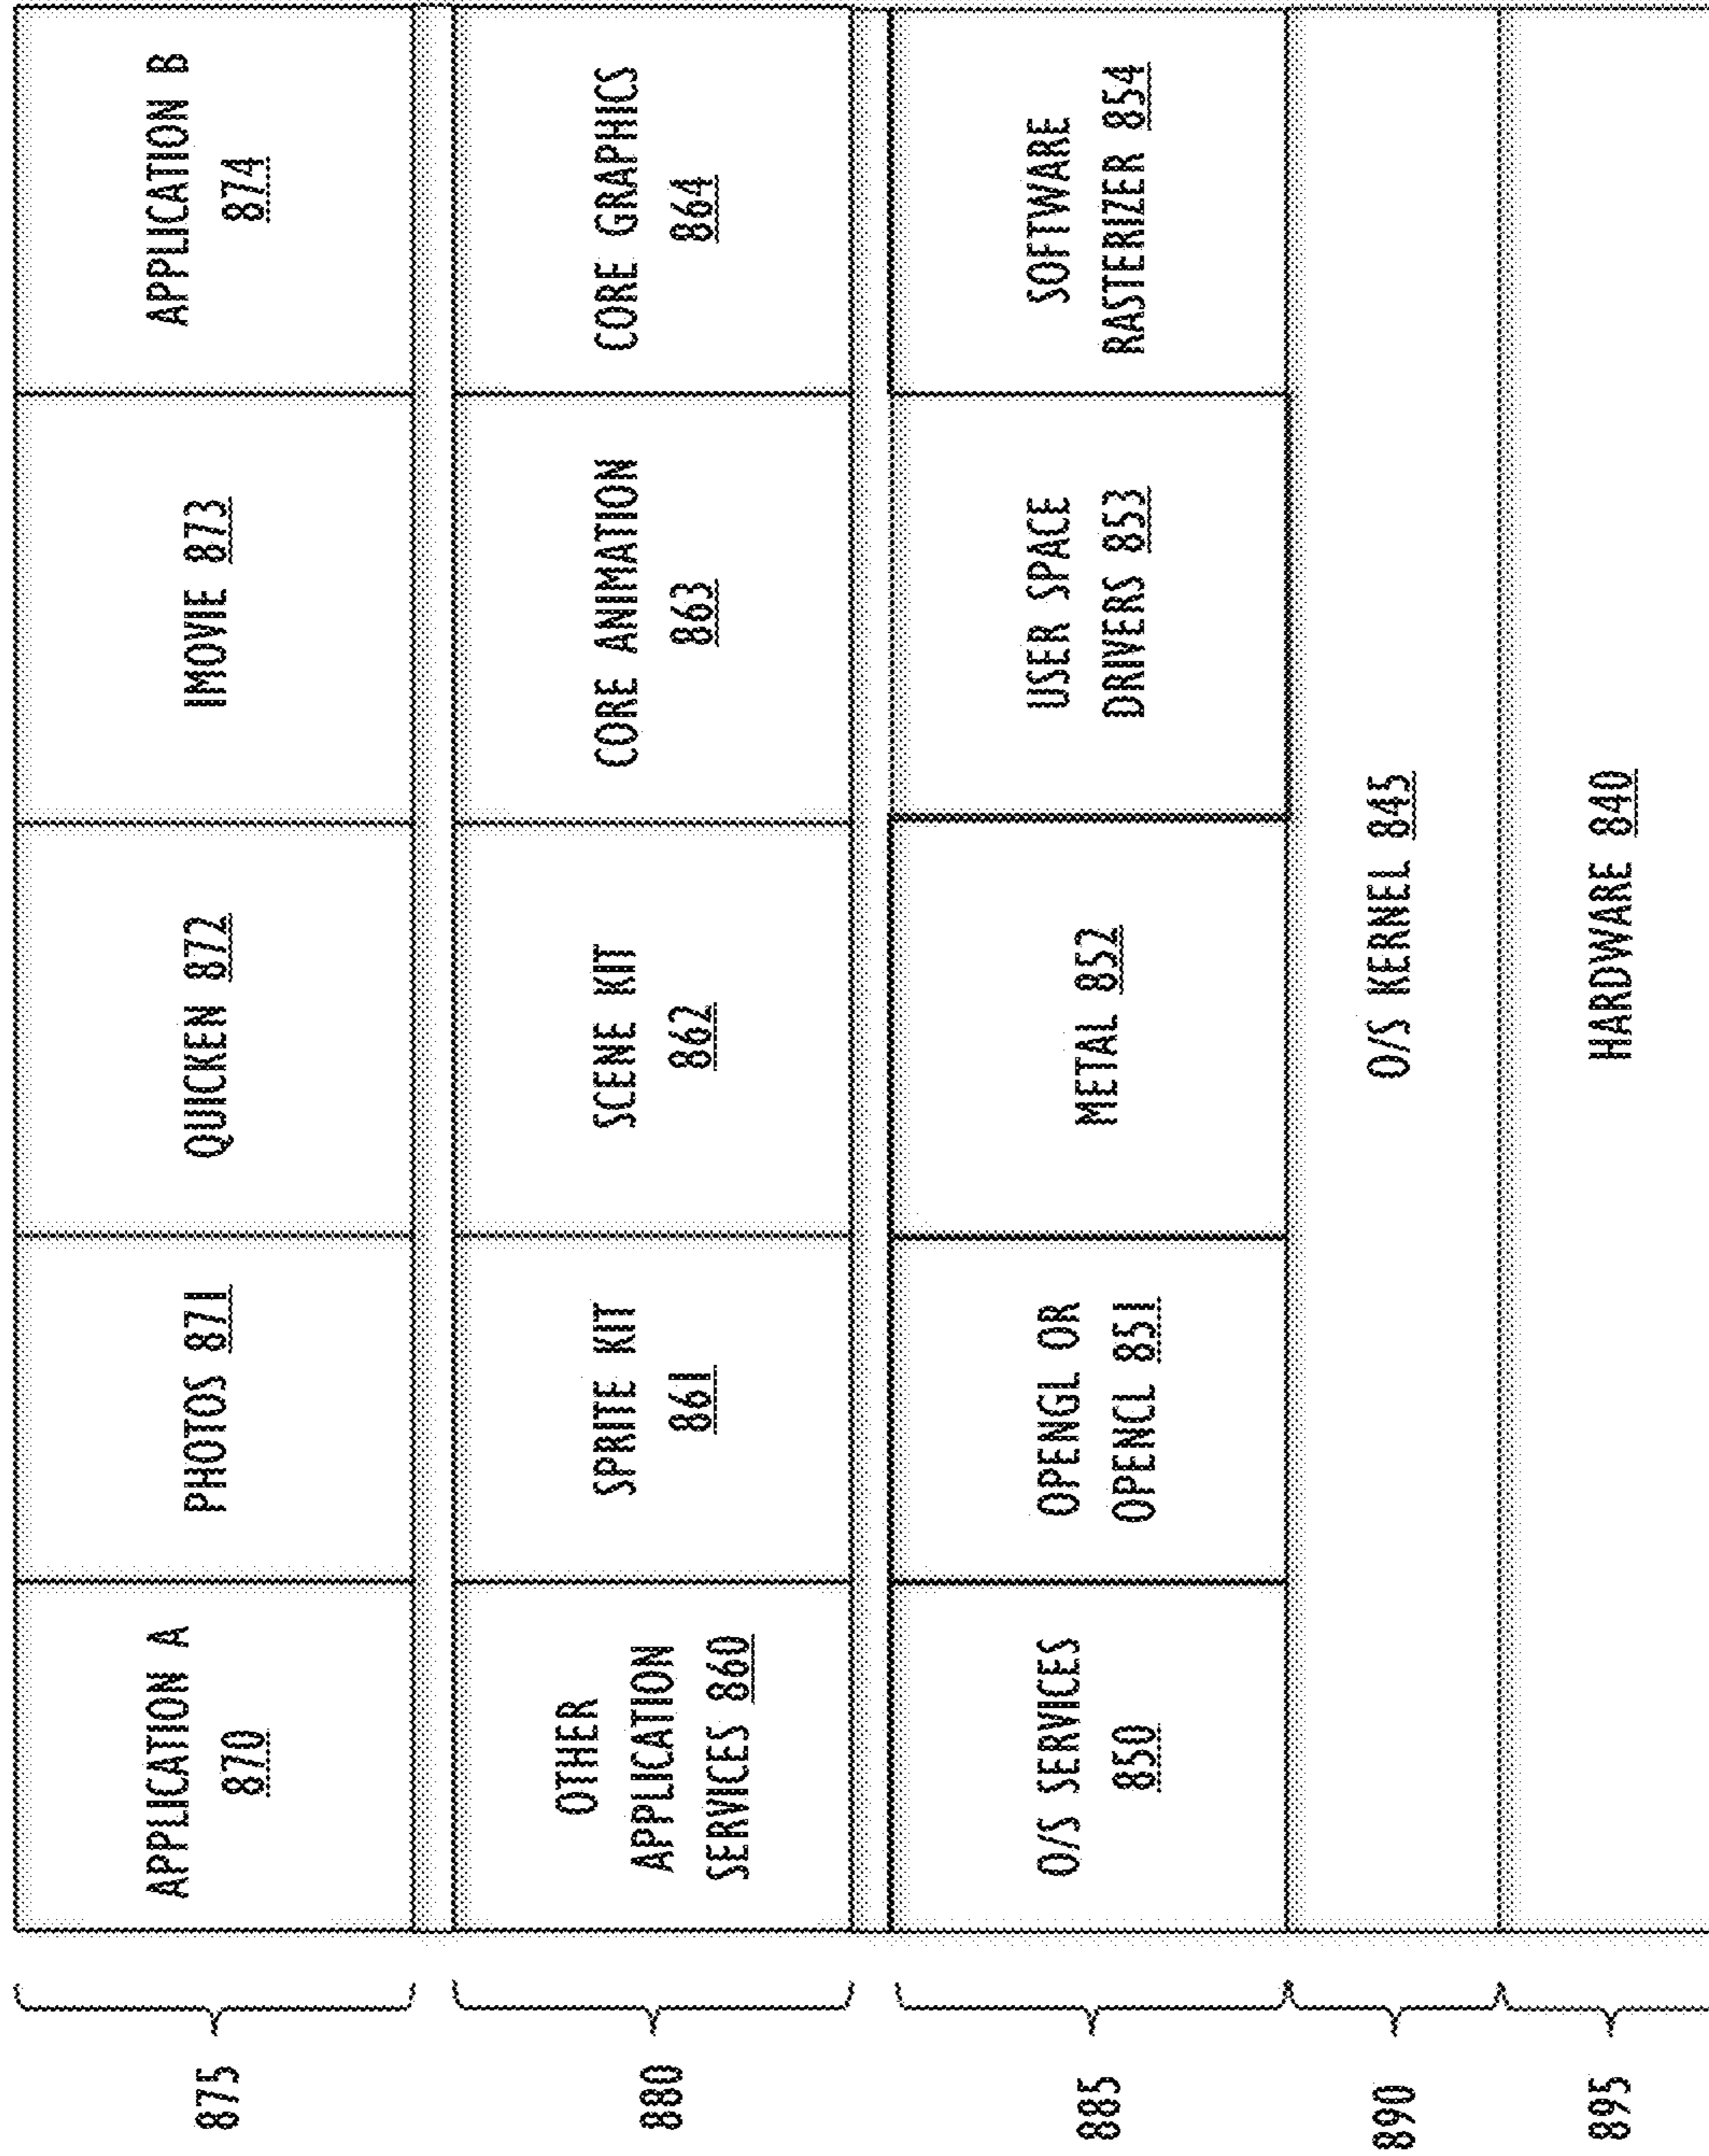 875
APPLICATION A
870
PHOTOS 871
QUICKEN 872
IMOVIE 873
APPLICATION B
874
880
OTHER
APPLICATION
SERVICES 860
SPRITE KIT
861
SCENE KIT
862
CORE ANIMATION
863
CORE GRAPHICS
864
885
O/S SERVICES
850
OPENGL OR
OPENCL 851
METAL 852
USER SPACE
DRIVERS 853
SOFTWARE
RASTERIZER 854
890
O/S KERNEL 845
895
HARDWARE 840